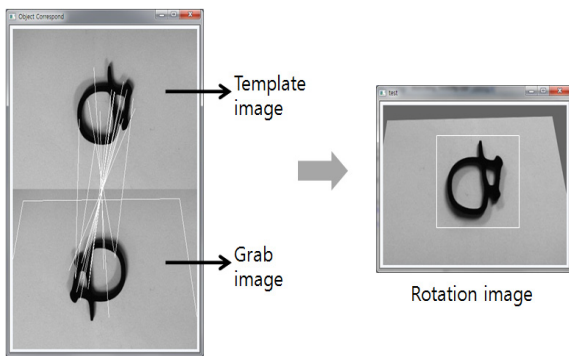 Object Correspond
Template
image
Grab
image
test
Rotation image